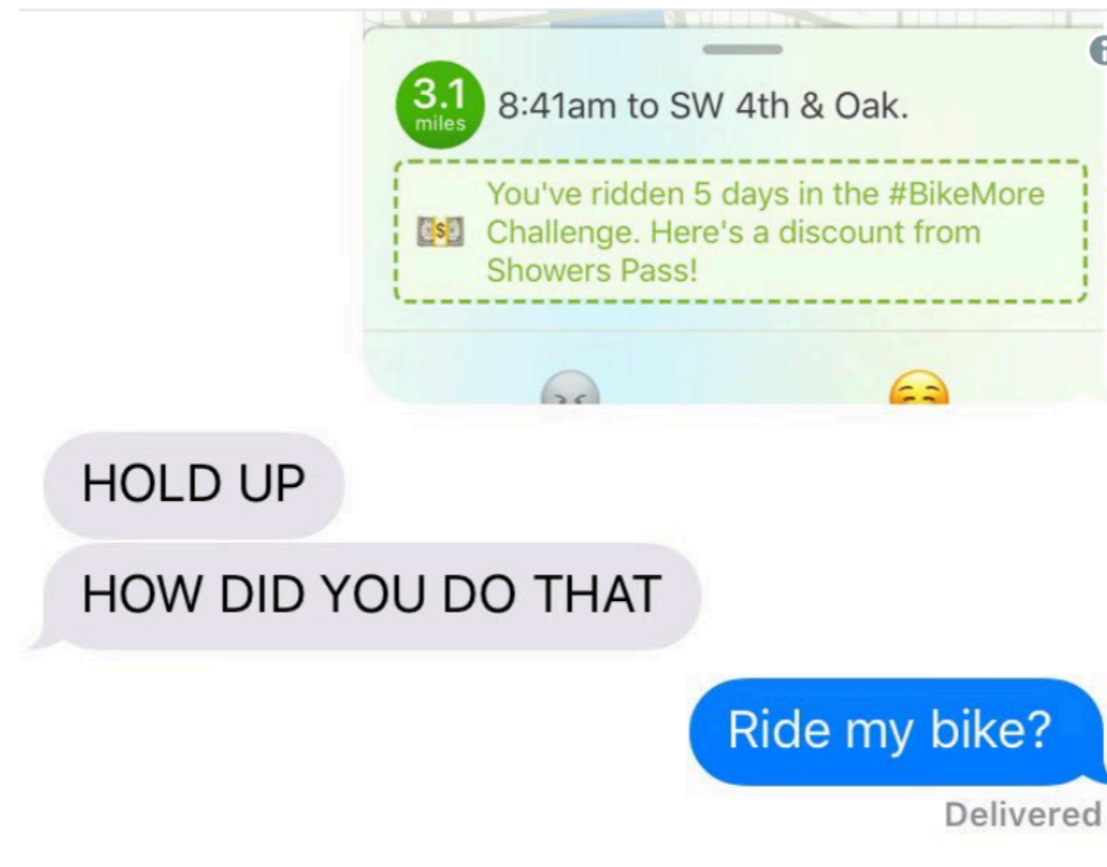 3.1
miles
8:41am to SW 4th & Oak.
You've ridden 5 days in the #BikeMore
Challenge. Here's a discount from
Showers Pass!
HOLD UP
HOW DID YOU DO THAT
Ride my bike?
Delivered